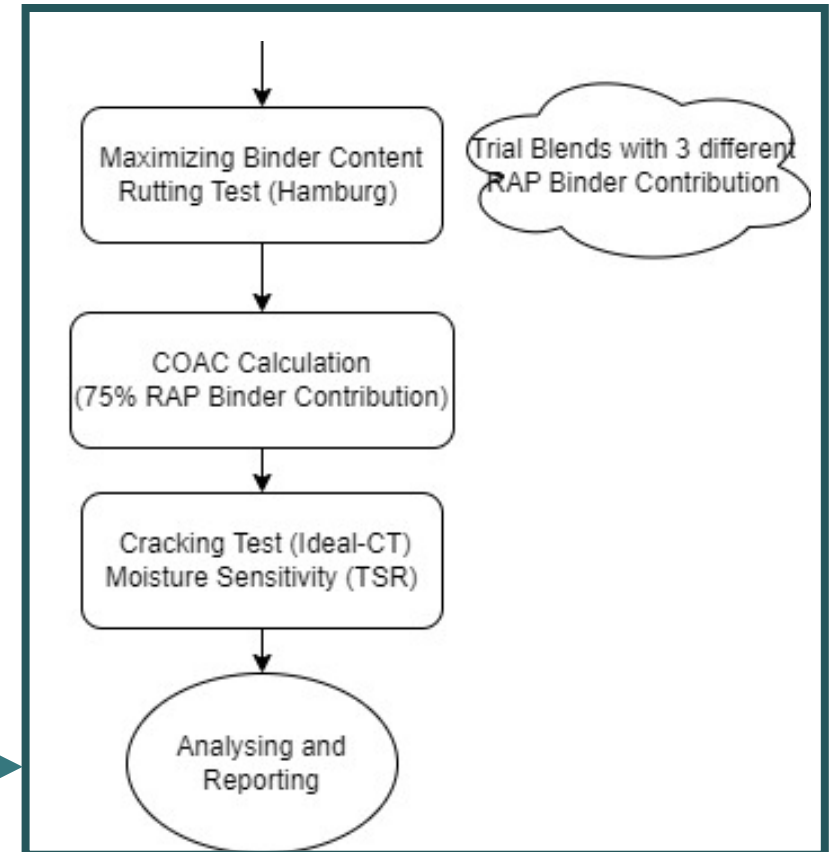 Maximizing Binder Content
Rutting Test (Hamburg)
Trial Blends with 3 different
RAP Binder Contribution
COAC Calculation
(75% RAP Binder Contribution)
Cracking Test (Ideal-CT)
Moisture Sensitivity (TSR)
Analysing and
Reporting